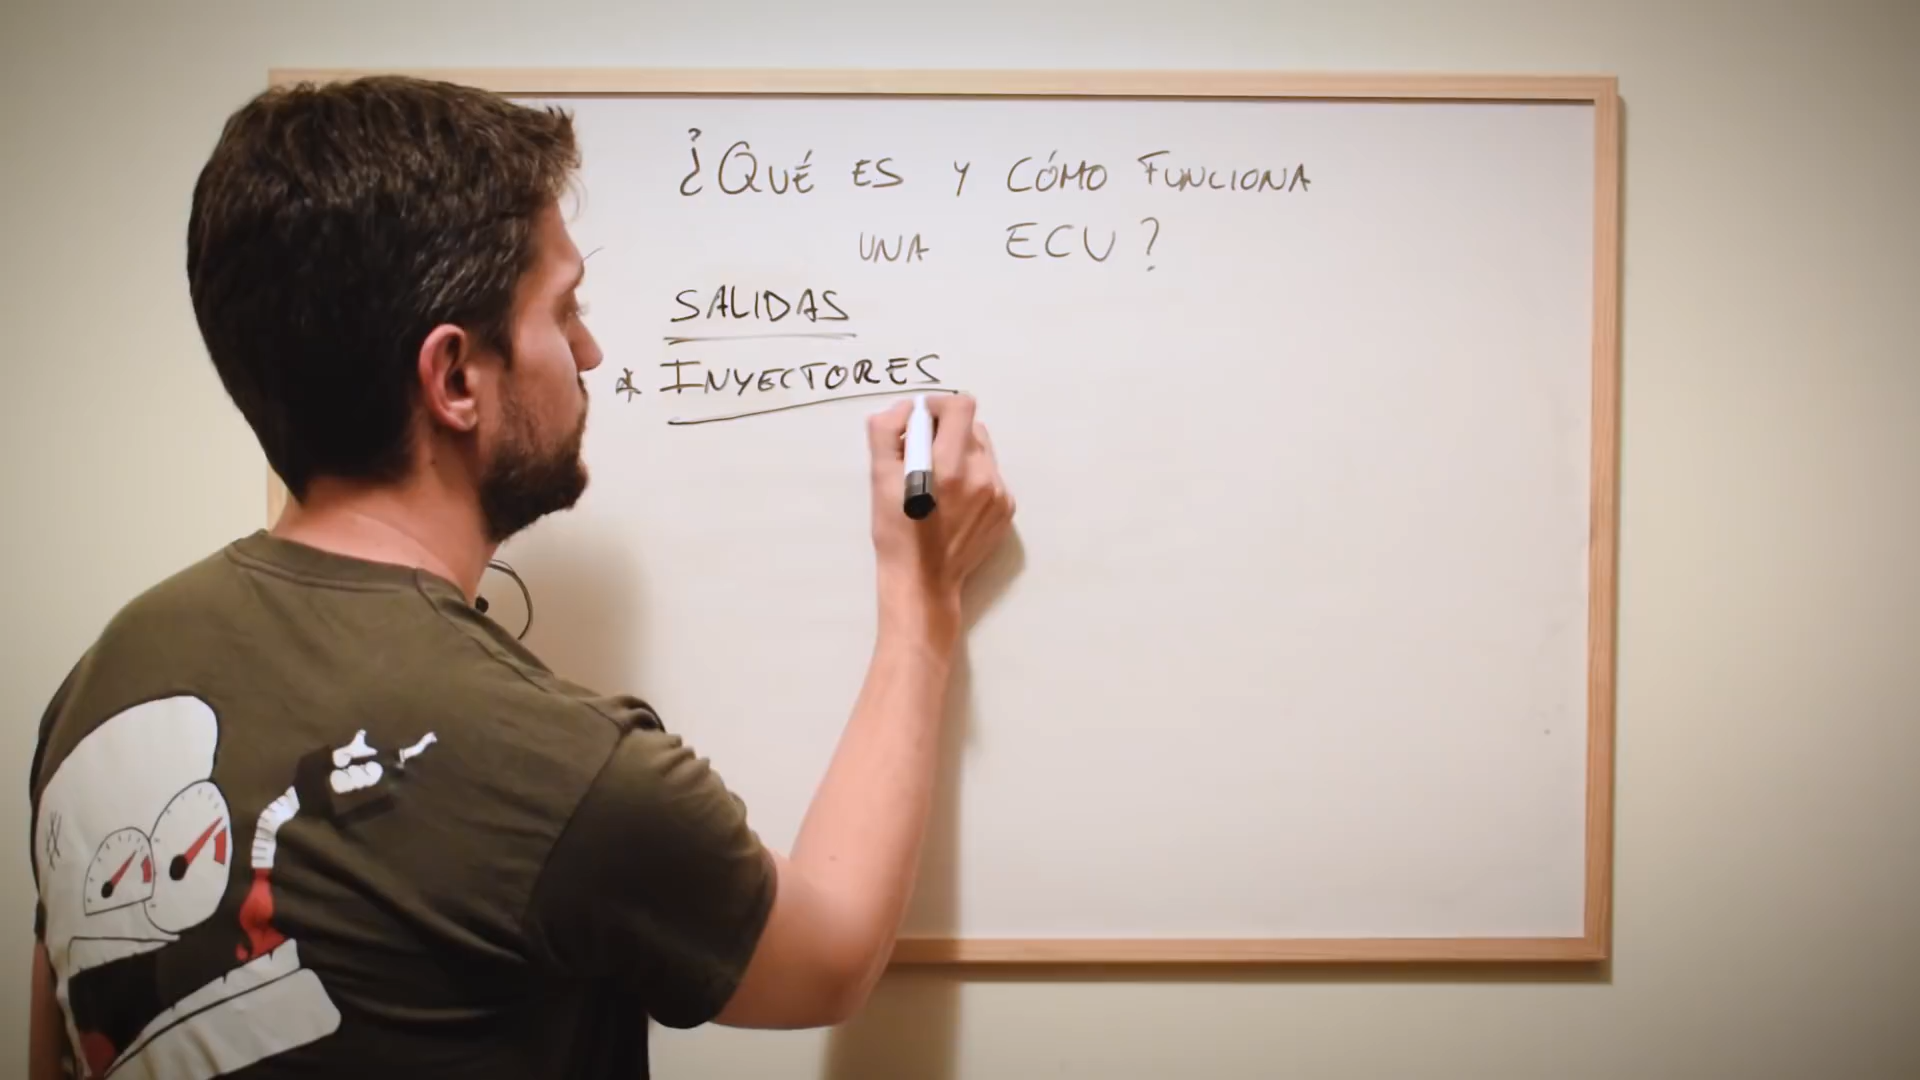 ¿QUÉ ES Y CÓMO FUNCIONA
UNA ECU?
SALIDAS
* INYECTORES